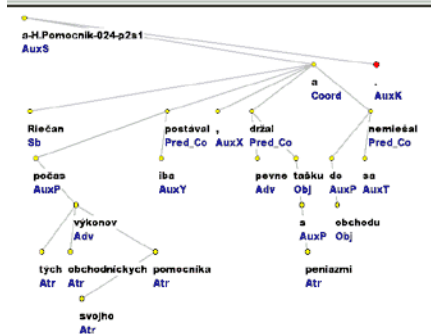 a-H.Pomocnik-024-p2s1
AuxS
a
Coord
.
AuxK
Riečan
Sb
postával
Pred_Co
,
AuxX
držal
Pred_Co
nemiešal
Pred_Co
počas
AuxP
iba
AuxY
pevne
Adv
tašku
Obj
do
AuxP
sa
AuxT
výkonov
Adv
s
AuxP
obchodu
Obj
tých
Atr
obchodníckych
Atr
pomocníka
Atr
peniazmi
Atr
svojho
Atr